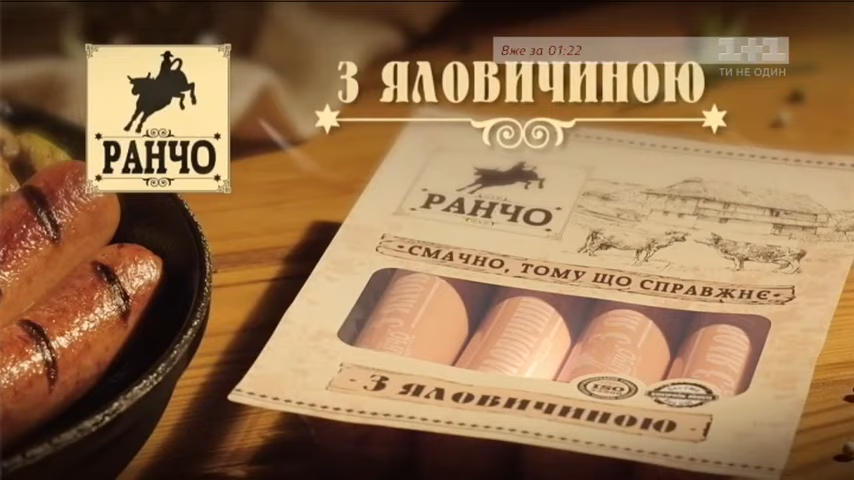 Вже за 01:22
1+1
ТИ НЕ ОДИН
З ЯЛОВИЧИНОЮ
РАНЧО
РАНЧО
СМАЧНО, ТОМУ ЩО СПРАВЖНЄ
ISO
З ЯЛОВИЧИНОЮ